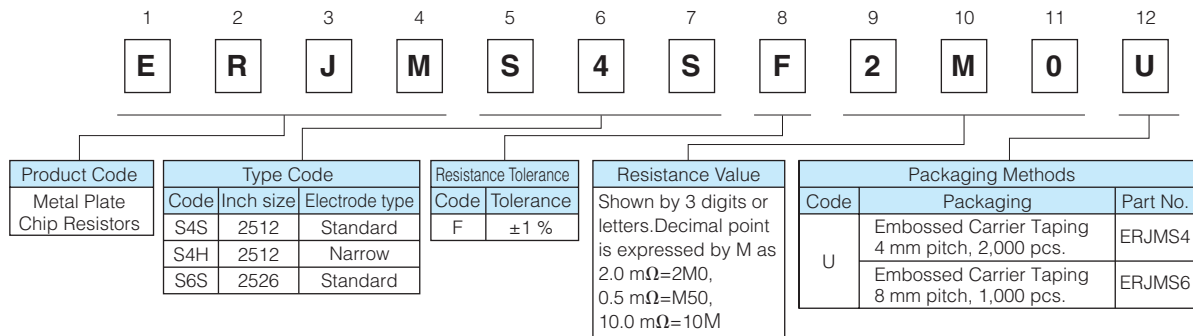 1 2 3 4 5 6 7 8 9 10 11 12
E R J M S 4 S F 2 M 0 U
Product Code
Metal Plate
Chip Resistors
Type Code
Code Inch size Electrode type
S4S 2512 Standard
S4H 2512 Narrow
S6S 2526 Standard
Resistance Tolerance
Code Tolerance
F ±1 %
Resistance Value
Shown by 3 digits or
letters.Decimal point
is expressed by M as
2.0 mΩ=2M0,
0.5 mΩ=M50,
10.0 mΩ=10M
Packaging Methods
Code Packaging Part No.
U
Embossed Carrier Taping
4 mm pitch, 2,000 pcs.
ERJMS4
Embossed Carrier Taping
8 mm pitch, 1,000 pcs.
ERJMS6